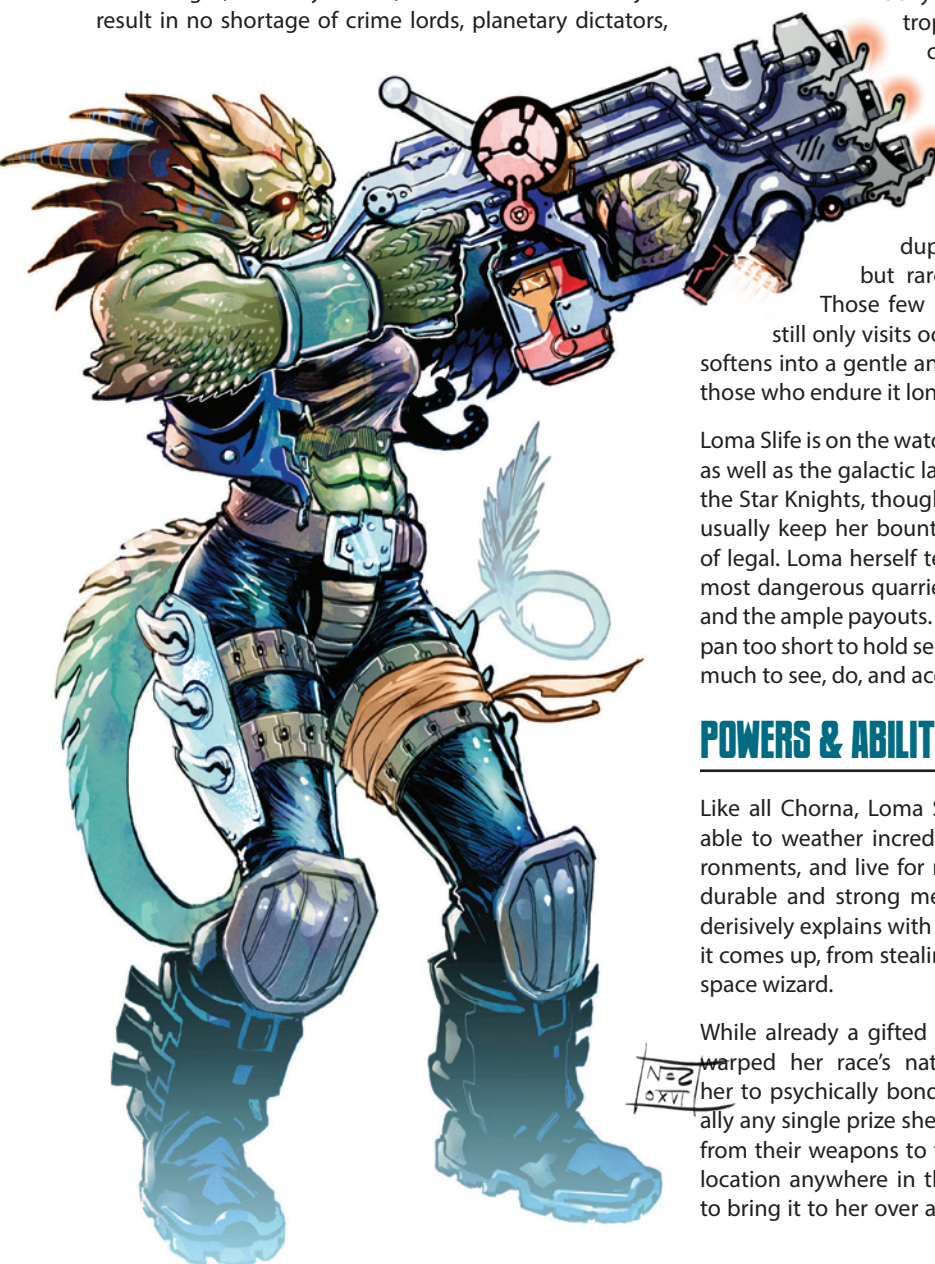 result in no shortage of crime lords, planetary dictators,
trop
dup
but rare
Those few
still only visits oc
softens into a gentle an
those who endure it lon
Loma Slife is on the watc
as well as the galactic la
the Star Knights, though
usually keep her bount
of legal. Loma herself te
most dangerous quarrie
and the ample payouts.
pan too short to hold se
much to see, do, and acc
POWERS & ABILIT
Like all Chorna, Loma S
able to weather incred
ronments, and live for
durable and strong me
derisively explains with
it comes up, from stealin
space wizard.
While already a gifted
warped her race's nat
her to psychically bond
ally any single prize she
from their weapons to
location anywhere in th
to bring it to her over a